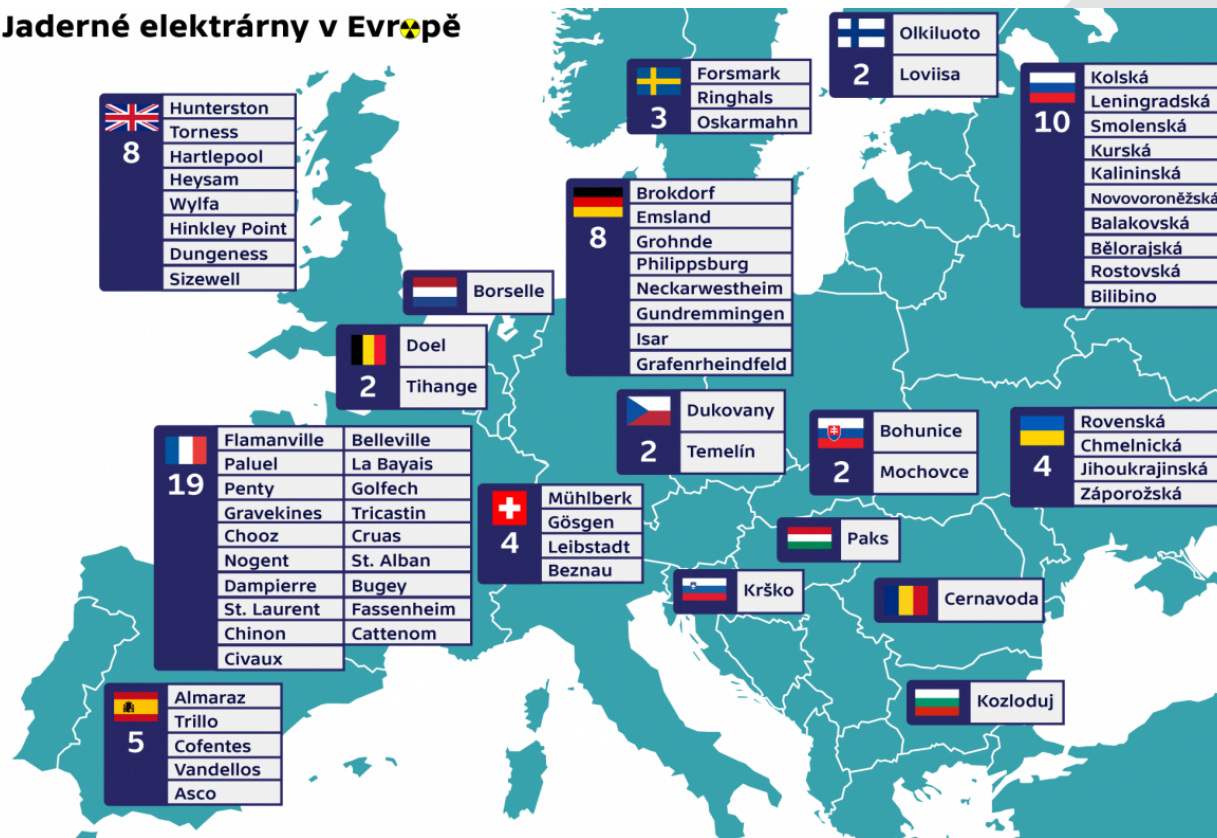 Jaderné elektrárny v Evropě
Olkiluoto
2
Loviisa
Forsmark
Ringhals
3
Oskarmahn
Kolská
Leningradská
10
Smolenská
Kurská
Kalininská
Novovoroněžská
Balakovská
Bělorajská
Rostovská
Bilibino
Hunterston
Torness
8
Hartlepool
Heysam
Wylfa
Hinkley Point
Dungeness
Sizewell
Brokdorf
Emsland
8
Grohnde
Philippsburg
Neckarwestheim
Gundremmingen
Isar
Grafenrheindfeld
Borselle
Doel
2
Tihange
Dukovany
2
Temelín
Bohunice
2
Mochovce
Rovenská
Chmelnická
4
Jihoukrajinská
Záporožská
Flamanville Belleville
Paluel La Bayais
19
Penty Golfech
Gravekines Tricastin
Chooz Cruas
Nogent St. Alban
Dampierre Bugey
St. Laurent Fassenheim
Chinon Cattenom
Civaux
Mühlberk
Gösgen
4
Leibstadt
Beznau
Paks
Krško
Cernavoda
Kozloduj
Almaraz
Trillo
5
Cofentes
Vandellos
Asco